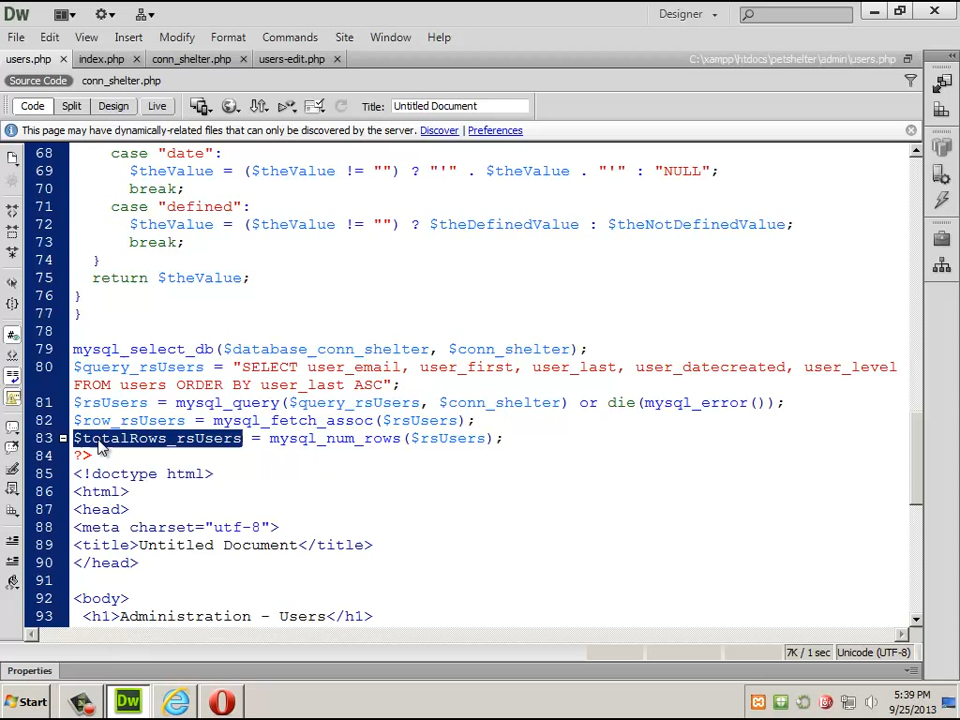 Dw Designer
File Edit View Insert Modify Format Commands Site Window Help
users.php index.php conn_shelter.php users-edit.php C:\xampp\htdocs\petshelter\admin\users.php
Source Code conn_shelter.php
Code Split Design Live Title: Untitled Document
This page may have dynamically-related files that can only be discovered by the server. Discover | Preferences
68 case "date":
69 $theValue = ($theValue != "") ? "'" . $theValue . "'" : "NULL";
70 break;
71 case "defined":
72 $theValue = ($theValue != "") ? $theDefinedValue : $theNotDefinedValue;
73 break;
74 }
75 return $theValue;
76 }
77 }
78
79 mysql_select_db($database_conn_shelter, $conn_shelter);
80 $query_rsUsers = "SELECT user_email, user_first, user_last, user_datecreated, user_level
FROM users ORDER BY user_last ASC";
81 $rsUsers = mysql_query($query_rsUsers, $conn_shelter) or die(mysql_error());
82 $row_rsUsers = mysql_fetch_assoc($rsUsers);
83 $totalRows_rsUsers = mysql_num_rows($rsUsers);
84 ?>
85 <!doctype html>
86 <html>
87 <head>
88 <meta charset="utf-8">
89 <title>Untitled Document</title>
90 </head>
91
92 <body>
93 <h1>Administration - Users</h1>
7K / 1 sec Unicode (UTF-8)
Properties
Start Dw 5:39 PM
9/25/2013